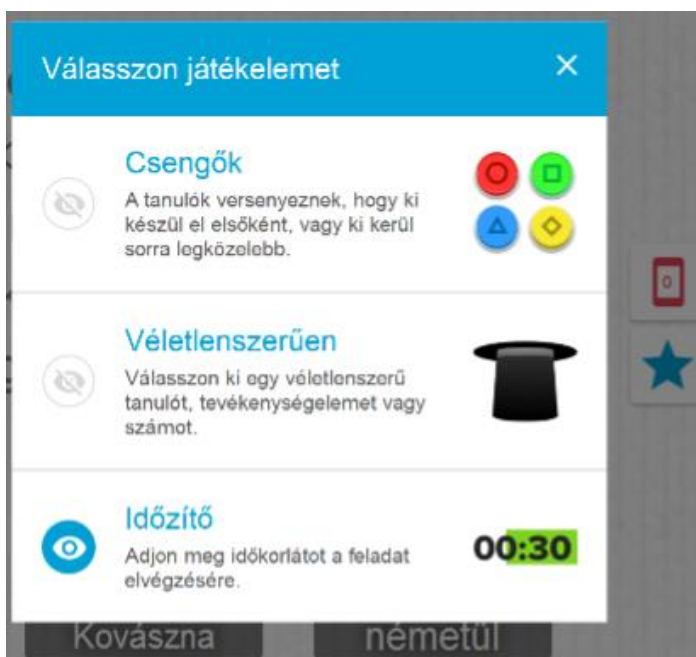 Válasszon játékelemet
Csengők
A tanulók versenyeznek, hogy ki
készül el elsőként, vagy ki kerül
sorra legközelebb.
Véletlenszerűen
Válasszon ki egy véletlenszerű
tanulót, tevékenységelemet vagy
számot.
0
Időzítő
Adjon meg időkorlátot a feladat
elvégzésére.
00:30
Kovászna
németül